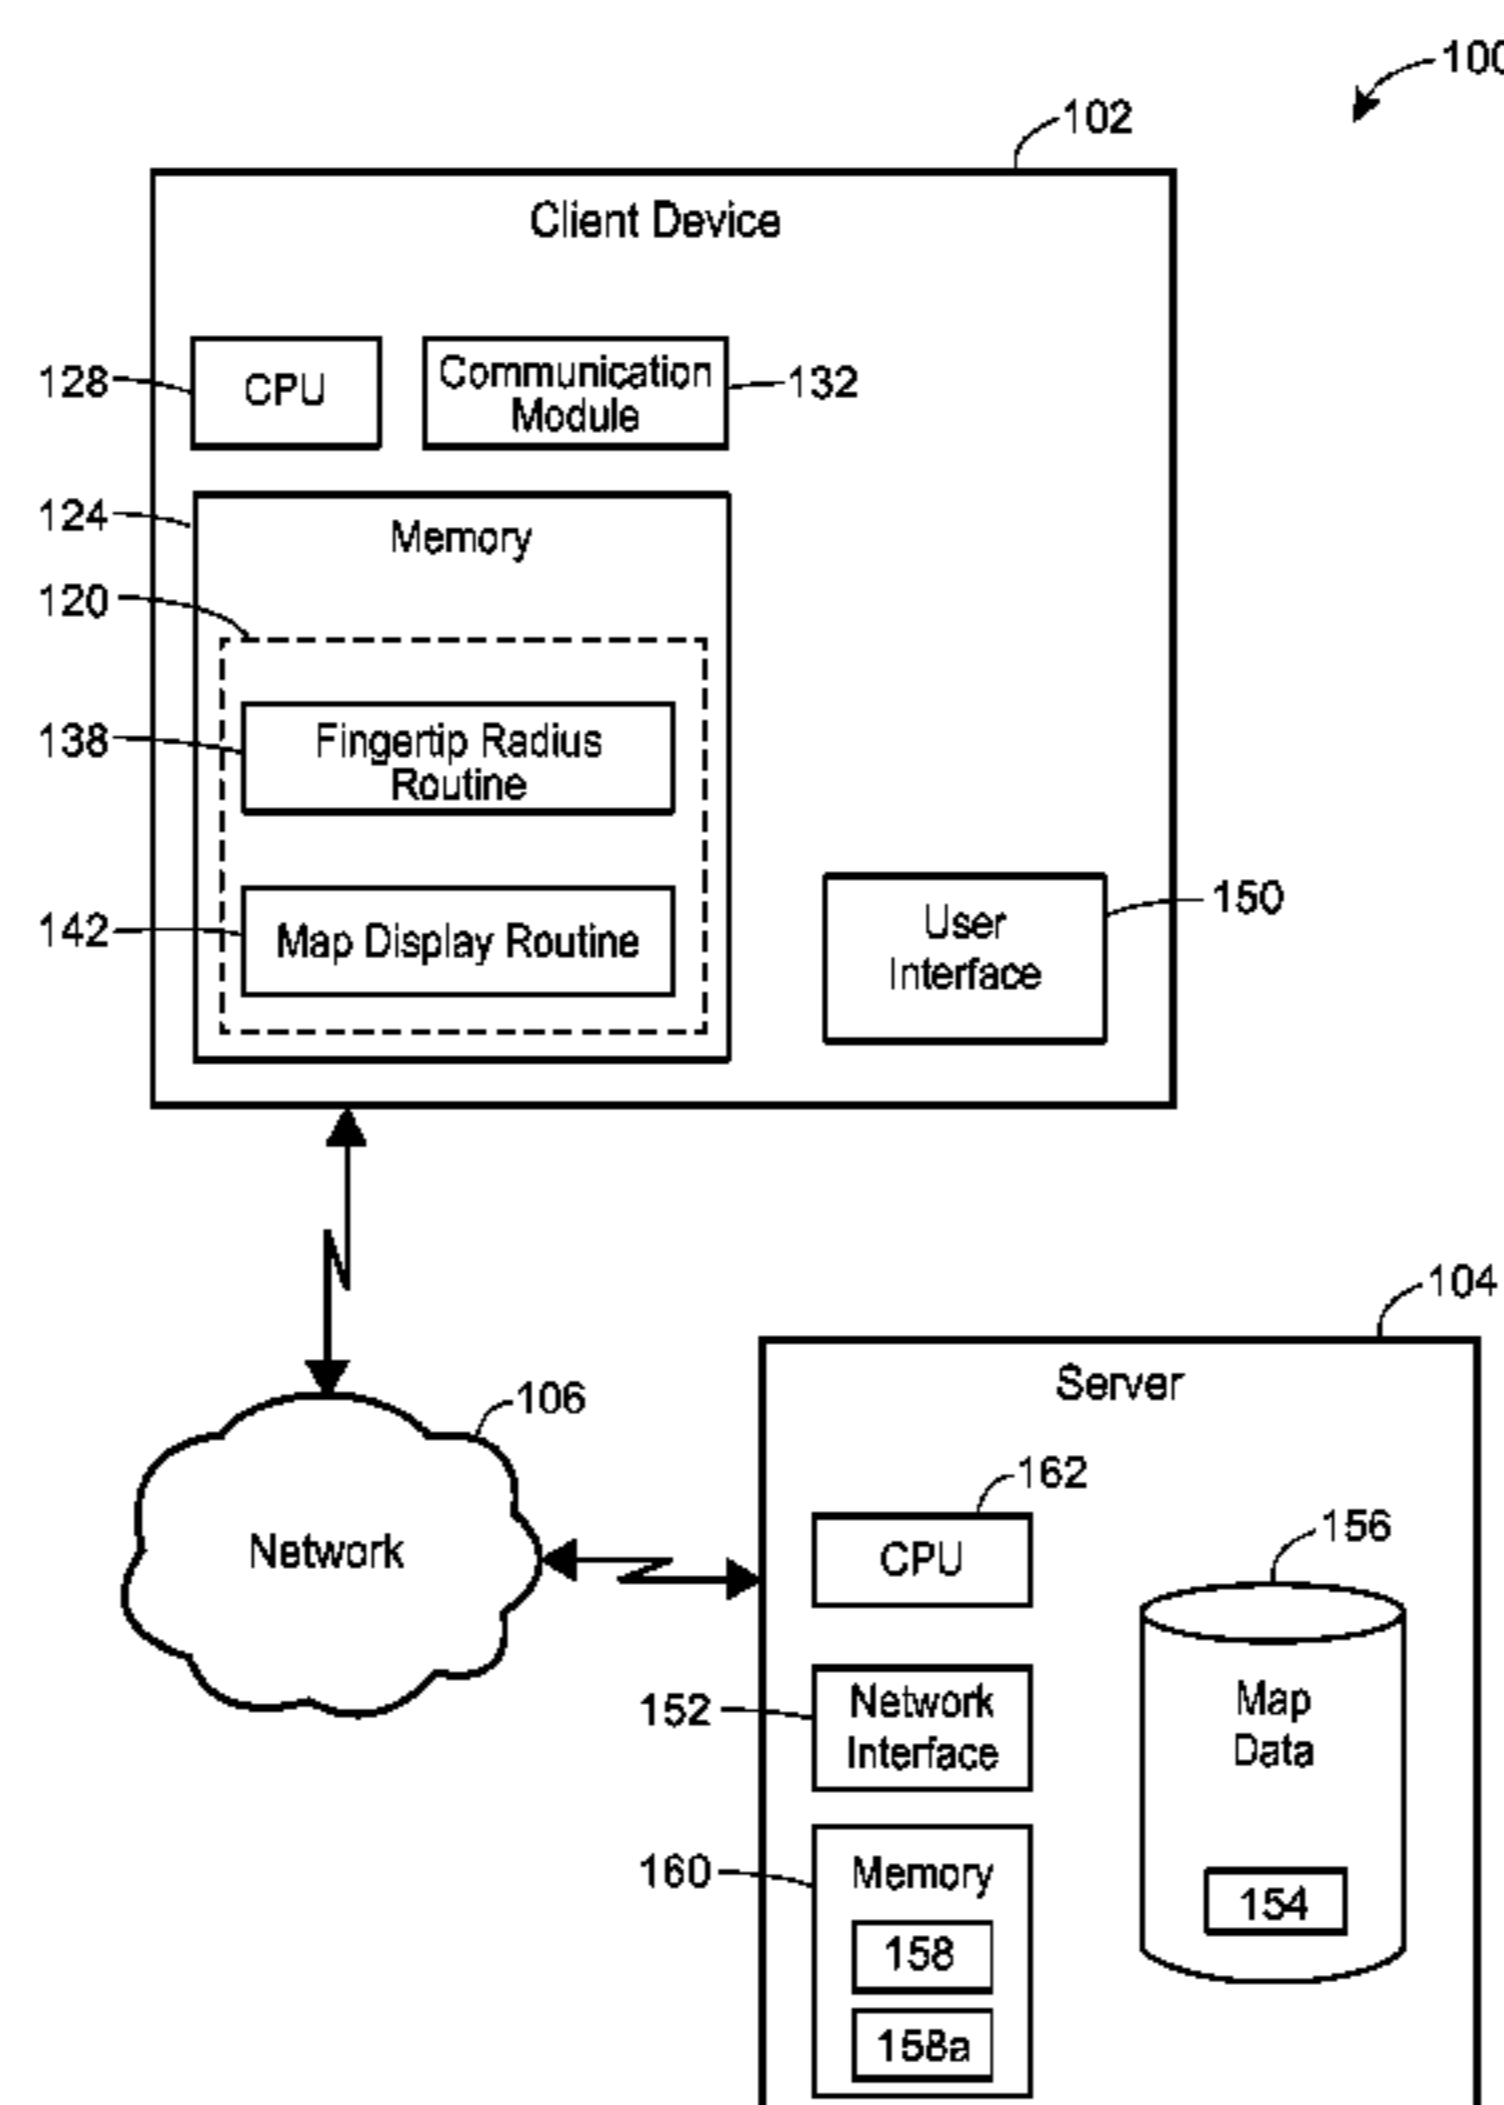 100
102
Client Device
128
CPU
Communication
Module
132
124
Memory
120
138
Fingertip Radius
Routine
142
Map Display Routine
User
Interface
150
104
Server
106
Network
162
CPU
156
152
Network
Interface
Map
Data
160
Memory
154
158
158a